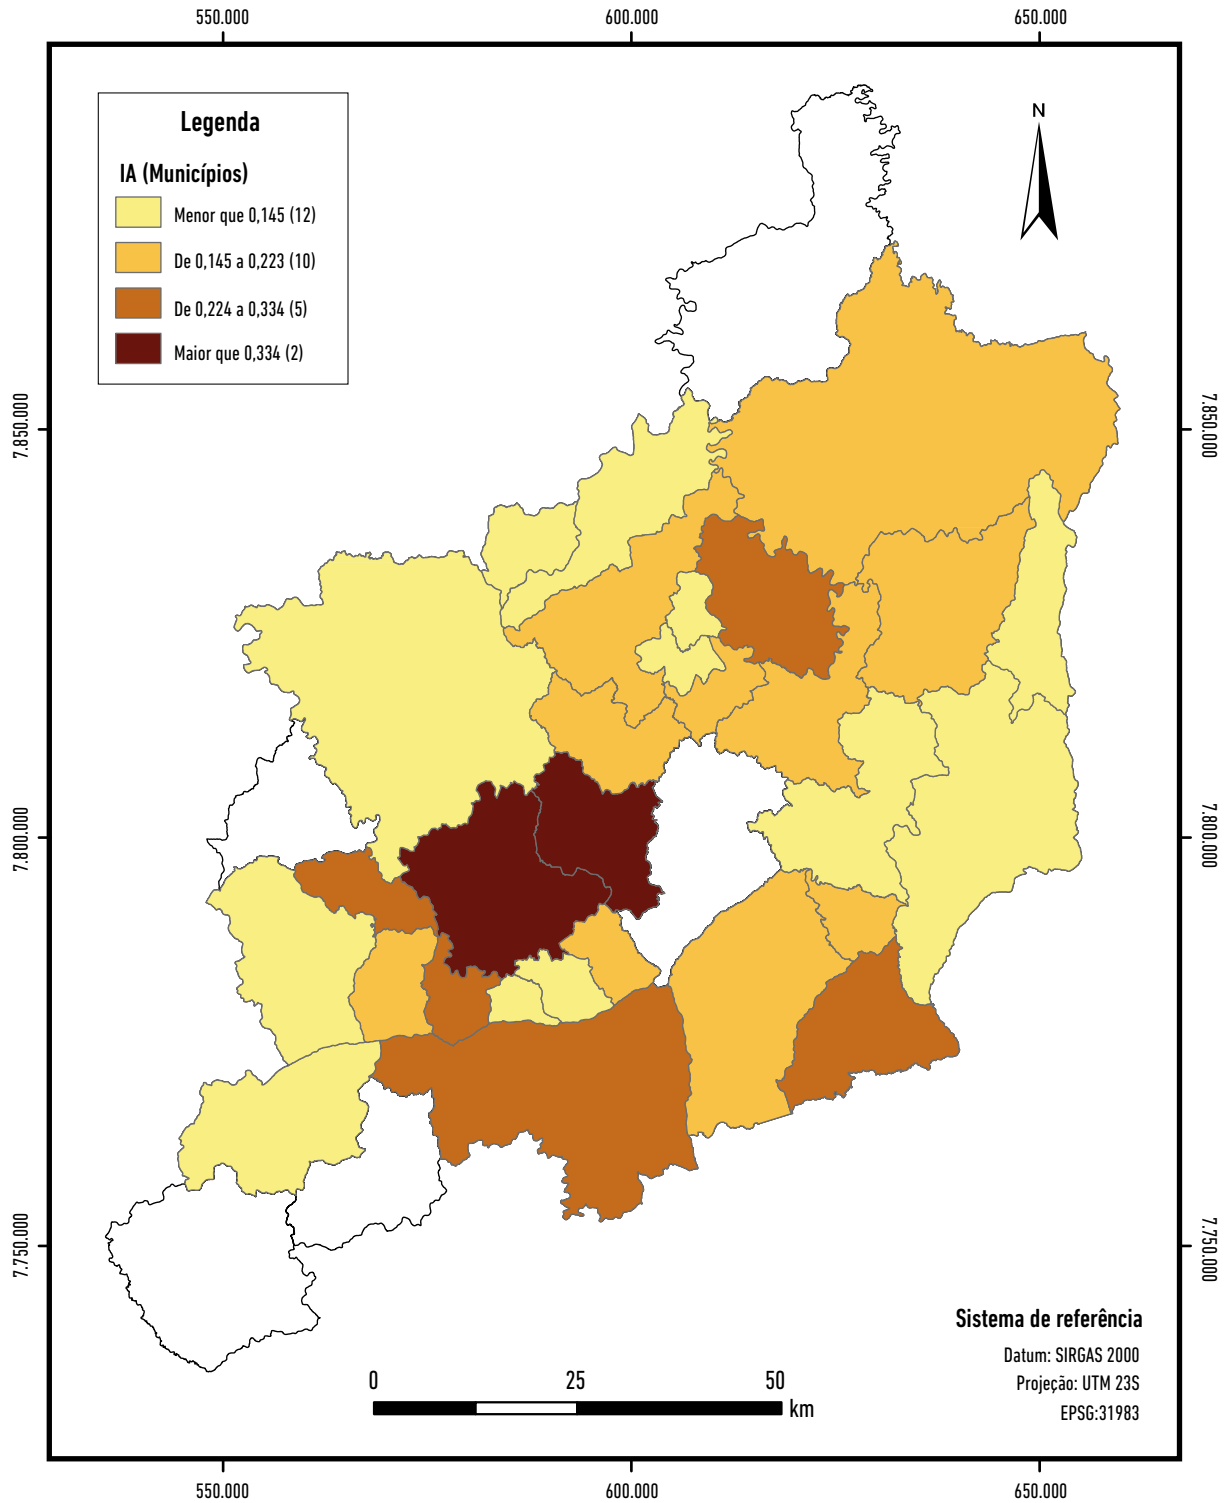 550.000
600.000
650.000
Legenda
IA (Municípios)
Menor que 0,145 (12)
De 0,145 a 0,223 (10)
De 0,224 a 0,334 (5)
Maior que 0,334 (2)
N
7.850.000
7.850.000
7.800.000
7.800.000
7.750.000
7.750.000
Sistema de referência
Datum: SIRGAS 2000
Projeção: UTM 23S
EPSG:31983
0
25
50
km
550.000
600.000
650.000